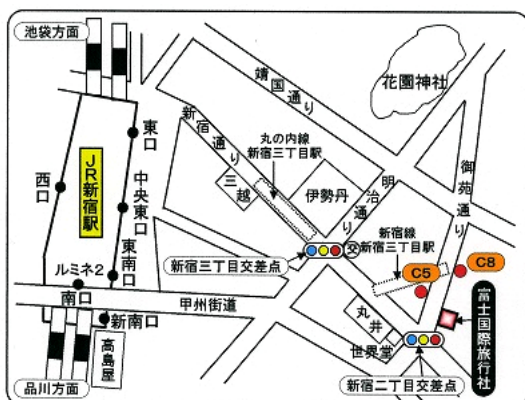 池袋方面
花園神社
靖国通り
新宿通り
丸の内線
新宿三丁目駅
東口
三越
伊勢丹
明治通り
御苑通り
JR新宿駅
西口
中央東口
交
新宿線
新宿三丁目駅
C8
C5
新宿三丁目交差点
東南口
ルミネ2
南口
甲州街道
丸井
富士国際旅行社
新南口
世界堂
高島屋
新宿二丁目交差点
品川方面